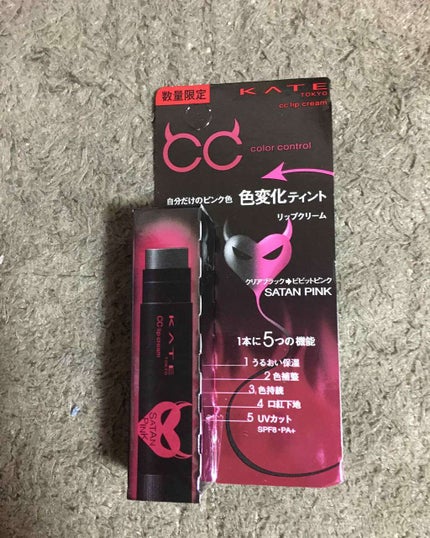 数量限定
KATE
TOKYO
cc lip cream
CC
color control
自分だけのピンク色 色変化ティント
リップクリーム
クリアブラック➡ビビットピンク
SATAN PINK
1本に5つの機能
1 うるおい保湿
2 色補整
3 色持続
4 口紅下地
5 UVカット
SPF8・PA+
KATE
TOKYO
CC lip cream
SATAN
PINK